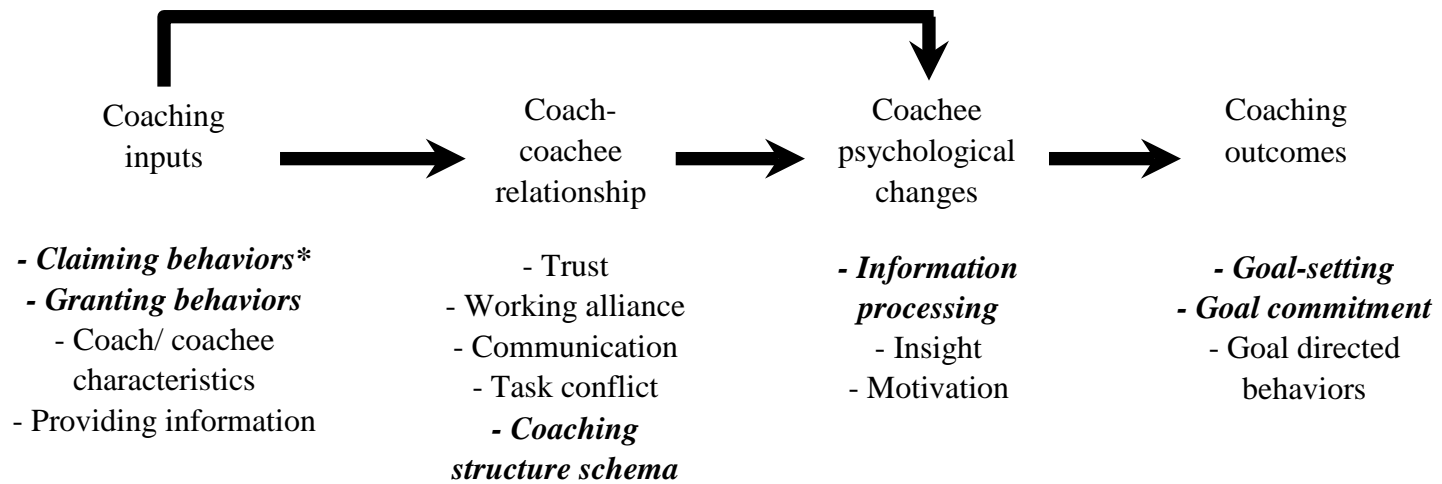 Coaching
inputs
Coach-
coachee
relationship
Coachee
psychological
changes
Coaching
outcomes
- Claiming behaviors*
- Granting behaviors
- Coach/ coachee
characteristics
- Providing information
- Trust
- Working alliance
- Communication
- Task conflict
- Coaching
structure schema
- Information
processing
- Insight
- Motivation
- Goal-setting
- Goal commitment
- Goal directed
behaviors